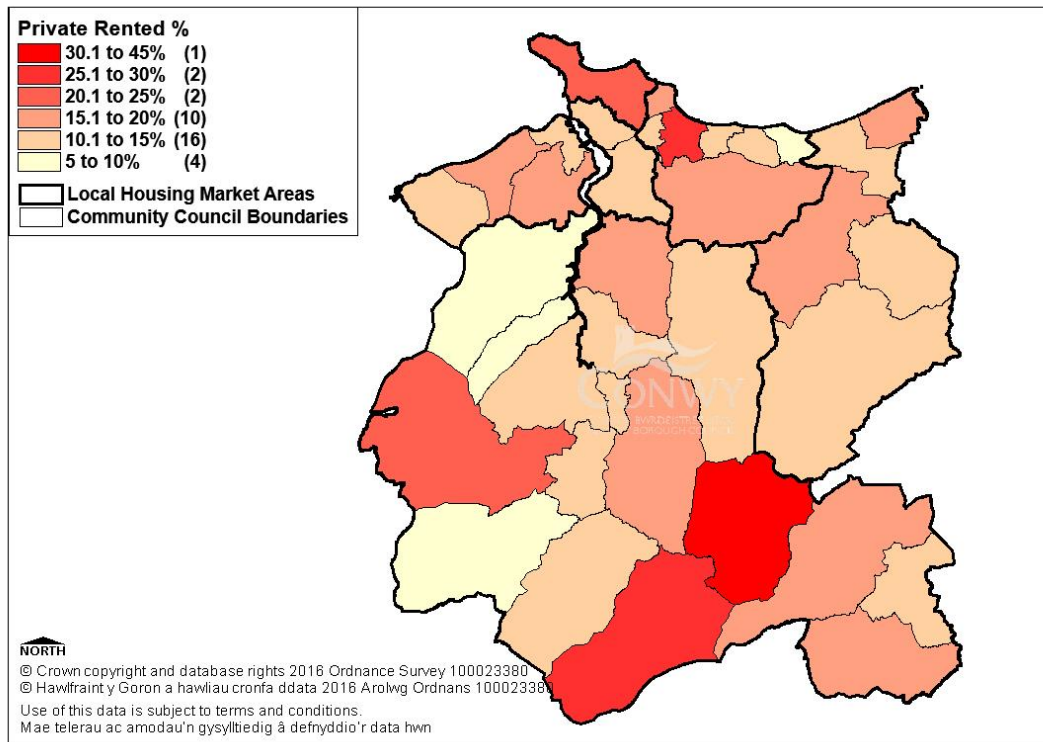 Private Rented %
30.1 to 45% (1)
25.1 to 30% (2)
20.1 to 25% (2)
15.1 to 20% (10)
10.1 to 15% (16)
5 to 10% (4)
Local Housing Market Areas
Community Council Boundaries
CONWY
BOROUGH COUNCIL
NORTH
© Crown copyright and database rights 2016 Ordnance Survey 100023380
© Hawlfraint y Goron a hawliau cronfa ddata 2016 Arolwg Ordnans 100023380
Use of this data is subject to terms and conditions.
Mae telerau ac amodau'n gysylltiedig â defnyddio'r data hwn